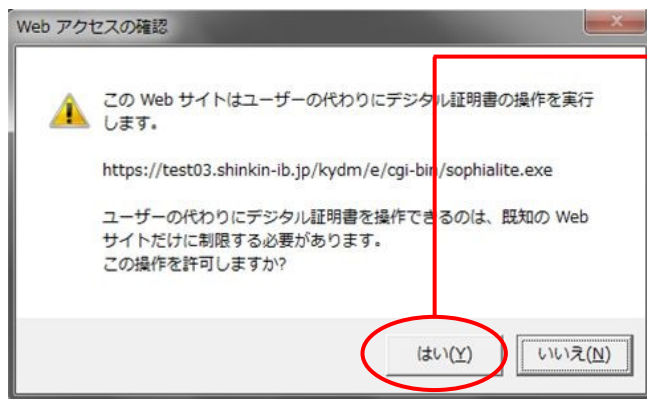 Web アクセスの確認
この Web サイトはユーザーの代わりにデジタル証明書の操作を実行
します。
https://test03.shinkin-ib.jp/kydm/e/cgi-bin/sophialite.exe
ユーザーの代わりにデジタル証明書を操作できるのは、既知の Web
サイトだけに制限する必要があります。
この操作を許可しますか?
はい(Y) いいえ(N)